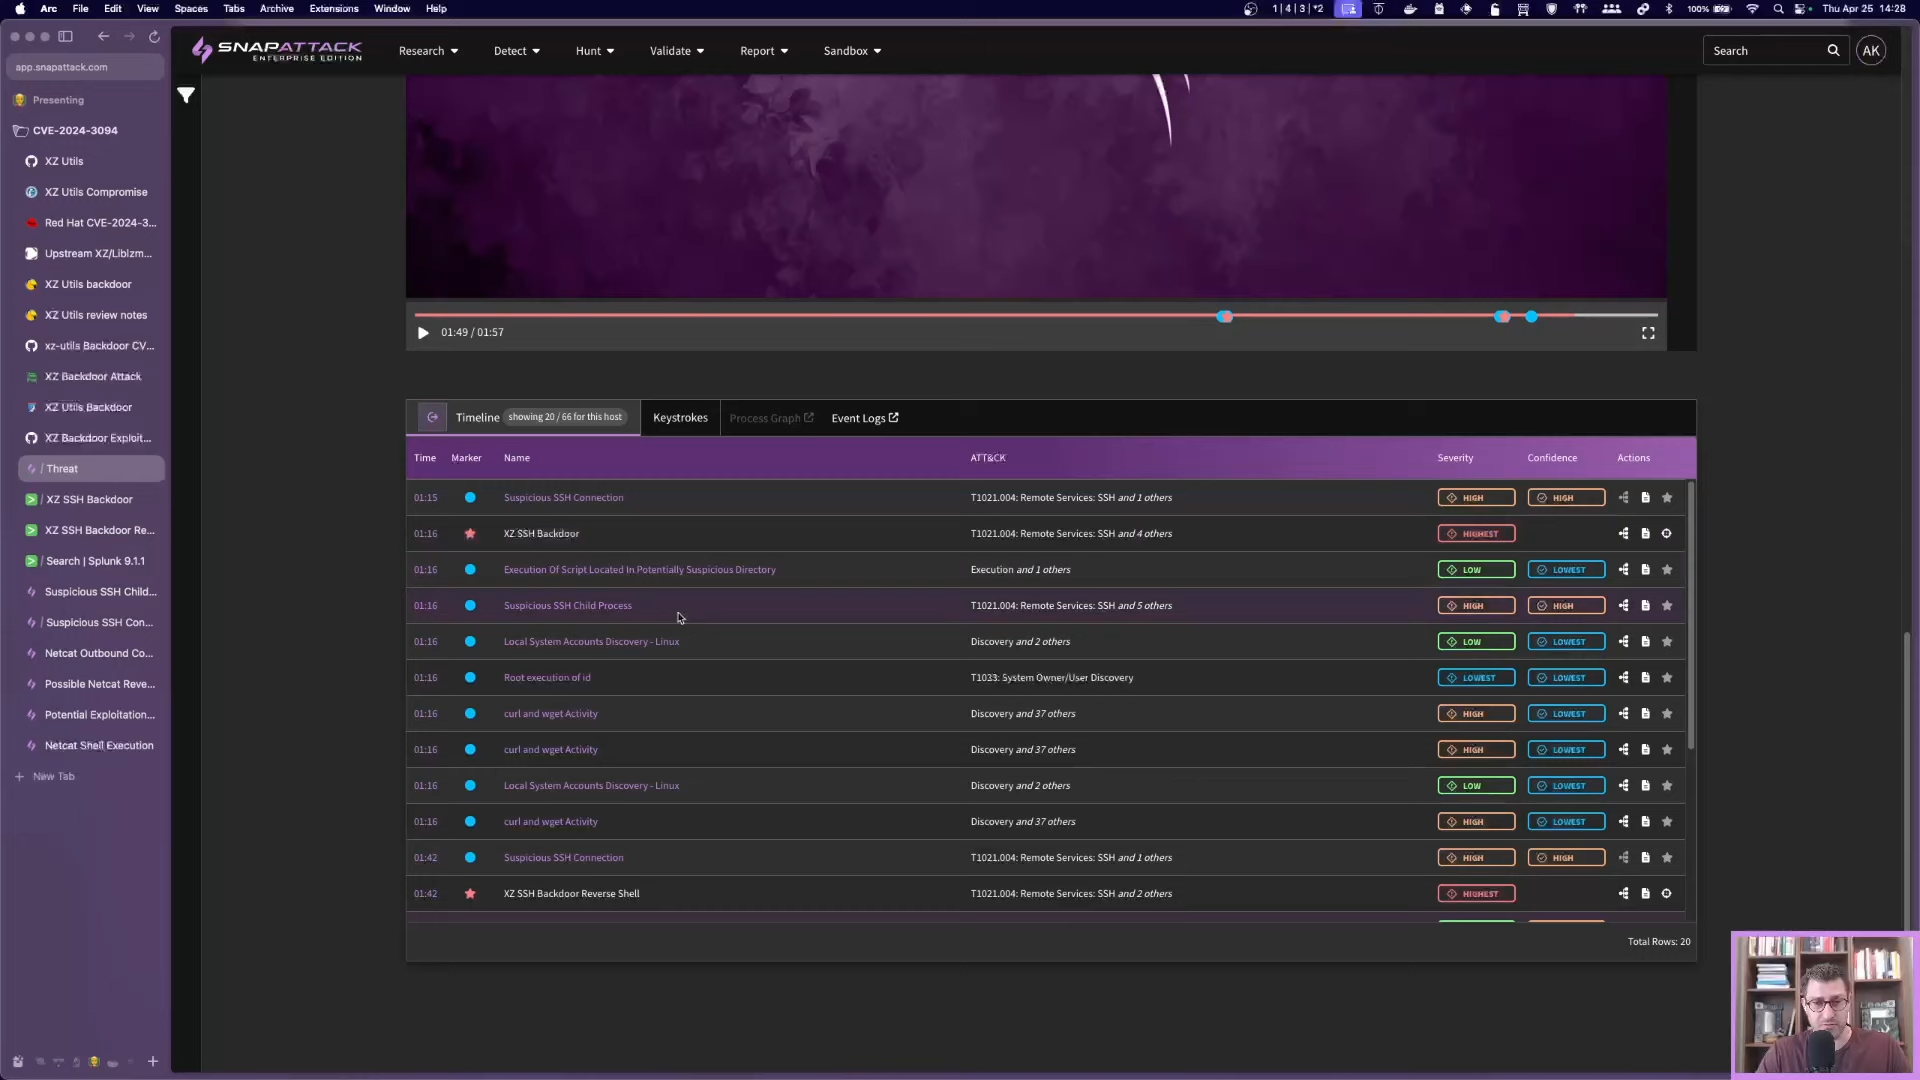 Arc File Edit View Spaces Tabs Archive Extensions Window Help
1 | 4 | 3 | *2 100% Thu Apr 25 14:28
SNAPATTACK
ENTERPRISE EDITION
Research Detect Hunt Validate Report Sandbox Search AK
app.snapattack.com
Presenting
CVE-2024-3094
XZ Utils
XZ Utils Compromise
Red Hat CVE-2024-3...
Upstream XZ/Liblzm...
XZ Utils backdoor
XZ Utils review notes
xz-utils Backdoor CV...
XZ Backdoor Attack
XZ Utils Backdoor
XZ Backdoor Exploit...
/ Threat
/ XZ SSH Backdoor
XZ SSH Backdoor Re...
/ Search | Splunk 9.1.1
Suspicious SSH Child...
/ Suspicious SSH Con...
Netcat Outbound Co...
Possible Netcat Reve...
Potential Exploitation...
Netcat Shell Execution
+ New Tab
01:49 / 01:57
Timeline showing 20 / 66 for this host Keystrokes Process Graph Event Logs
Time Marker Name ATT&CK Severity Confidence Actions
01:15 Suspicious SSH Connection T1021.004: Remote Services: SSH and 1 others HIGH HIGH
01:16 XZ SSH Backdoor T1021.004: Remote Services: SSH and 4 others HIGHEST
01:16 Execution Of Script Located In Potentially Suspicious Directory Execution and 1 others LOW LOWEST
01:16 Suspicious SSH Child Process T1021.004: Remote Services: SSH and 5 others HIGH HIGH
01:16 Local System Accounts Discovery - Linux Discovery and 2 others LOW LOWEST
01:16 Root execution of id T1033: System Owner/User Discovery LOWEST LOWEST
01:16 curl and wget Activity Discovery and 37 others HIGH LOWEST
01:16 curl and wget Activity Discovery and 37 others HIGH LOWEST
01:16 Local System Accounts Discovery - Linux Discovery and 2 others LOW LOWEST
01:16 curl and wget Activity Discovery and 37 others HIGH LOWEST
01:42 Suspicious SSH Connection T1021.004: Remote Services: SSH and 1 others HIGH HIGH
01:42 XZ SSH Backdoor Reverse Shell T1021.004: Remote Services: SSH and 2 others HIGHEST
Total Rows: 20